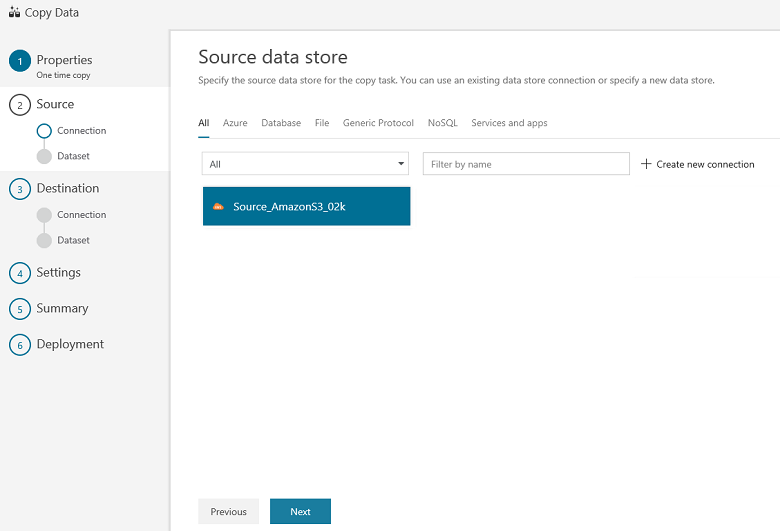 Copy Data
1 Properties
One time copy
2 Source
Connection
Dataset
3 Destination
Connection
Dataset
4 Settings
5 Summary
6 Deployment
Source data store
Specify the source data store for the copy task. You can use an existing data store connection or specify a new data store.
All Azure Database File Generic Protocol NoSQL Services and apps
All Filter by name + Create new connection
Source_AmazonS3_02k
Previous Next